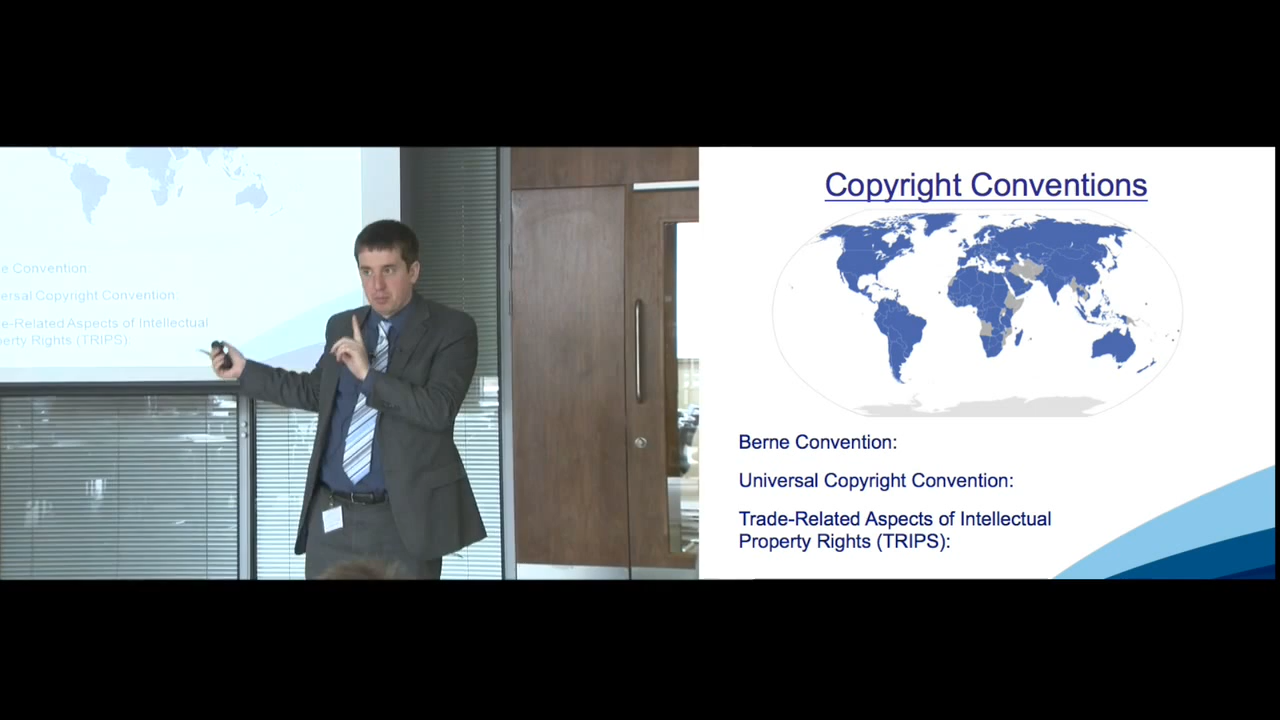 e Convention
ersal Copyright Convention
e-Related Aspects of Intellectual
erty Rights (TRIPS)
Copyright Conventions
Berne Convention:
Universal Copyright Convention:
Trade-Related Aspects of Intellectual
Property Rights (TRIPS):